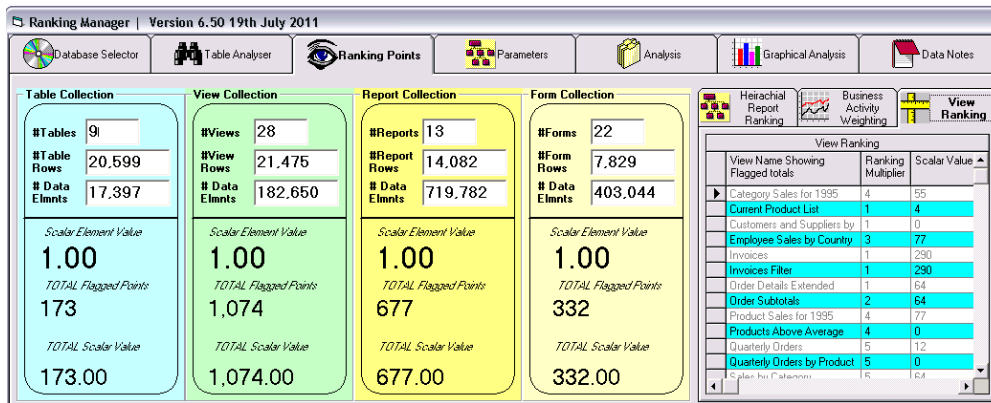 Ranking Manager | Version 6.50 19th July 2011
Database Selector
Table Analyser
Ranking Points
Parameters
Analysis
Graphical Analysis
Data Notes
Table Collection
#Tables 9
#Table Rows 20,599
# Data Elmnts 17,397
Scalar Element Value
1.00
TOTAL Flagged Points
173
TOTAL Scalar Value
173.00
View Collection
#Views 28
#View Rows 21,475
# Data Elmnts 182,650
Scalar Element Value
1.00
TOTAL Flagged Points
1,074
TOTAL Scalar Value
1,074.00
Report Collection
#Reports 13
#Report Rows 14,082
# Data Elmnts 719,782
Scalar Element Value
1.00
TOTAL Flagged Points
677
TOTAL Scalar Value
677.00
Form Collection
#Forms 22
#Form Rows 7,829
# Data Elmnts 403,044
Scalar Element Value
1.00
TOTAL Flagged Points
332
TOTAL Scalar Value
332.00
Heirachial Report Ranking
Business Activity Weighting
View Ranking
View Ranking
View Name Showing Flagged totals Ranking Multiplier Scalar Value
Category Sales for 1995 4 55
Current Product List 1 4
Customers and Suppliers by 1 0
Employee Sales by Country 3 77
Invoices 1 290
Invoices Filter 1 290
Order Details Extended 1 64
Order Subtotals 2 64
Product Sales for 1995 4 77
Products Above Average 4 0
Quarterly Orders 5 12
Quarterly Orders by Product 5 0
Sales by Category 5 64